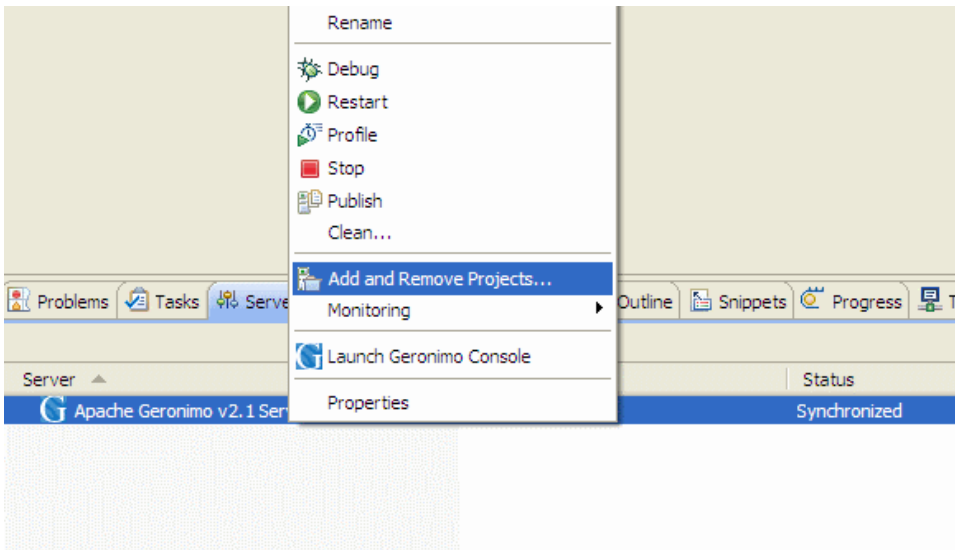 Rename
Debug
Restart
Profile
Stop
Publish
Clean...
Add and Remove Projects...
Monitoring
Launch Geronimo Console
Properties
Problems Tasks Outline Snippets Progress
Server Status
Apache Geronimo v2.1 Synchronized